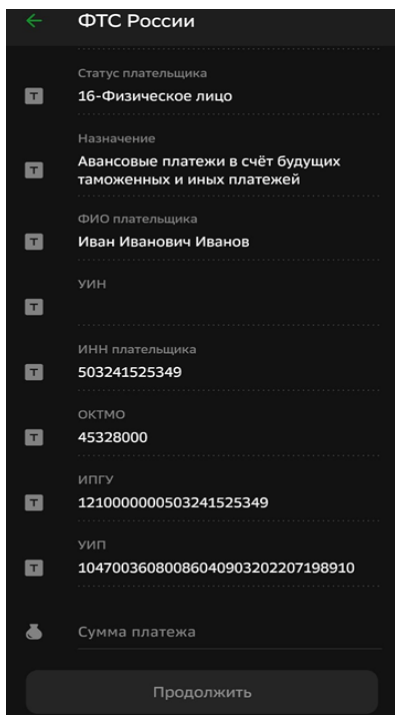 ФТС России
Статус плательщика
16-Физическое лицо
Назначение
Авансовые платежи в счёт будущих
таможенных и иных платежей
ФИО плательщика
Иван Иванович Иванов
УИН
ИНН плательщика
503241525349
ОКТМО
45328000
ИПГУ
1210000000503241525349
УИП
10470036080086040903202207198910
Сумма платежа
Продолжить